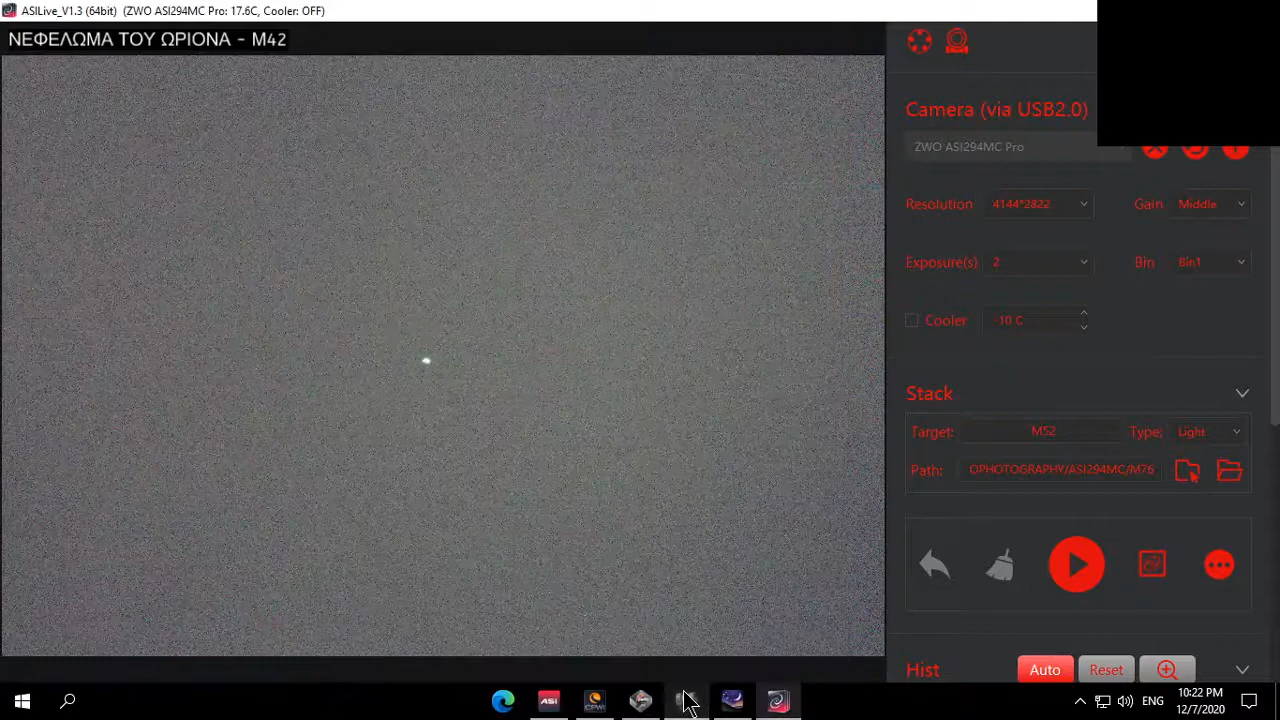 ASILive_V1.3 (64bit) (ZWO ASI294MC Pro: 17.6C, Cooler: OFF)
ΝΕΦΕΛΩΜΑ ΤΟΥ ΩΡΙΟΝΑ - M42
Camera (via USB2.0)
ZWO ASI294MC Pro
Resolution 4144*2822 Gain Middle
Exposure(s) 2 Bin Bin1
Cooler -10 C
Stack
Target: M52 Type: Light
Path: OPHOTOGRAPHY/ASI294MC/M76
Hist Auto Reset
ASI CPWI
ENG 10:22 PM
12/7/2020